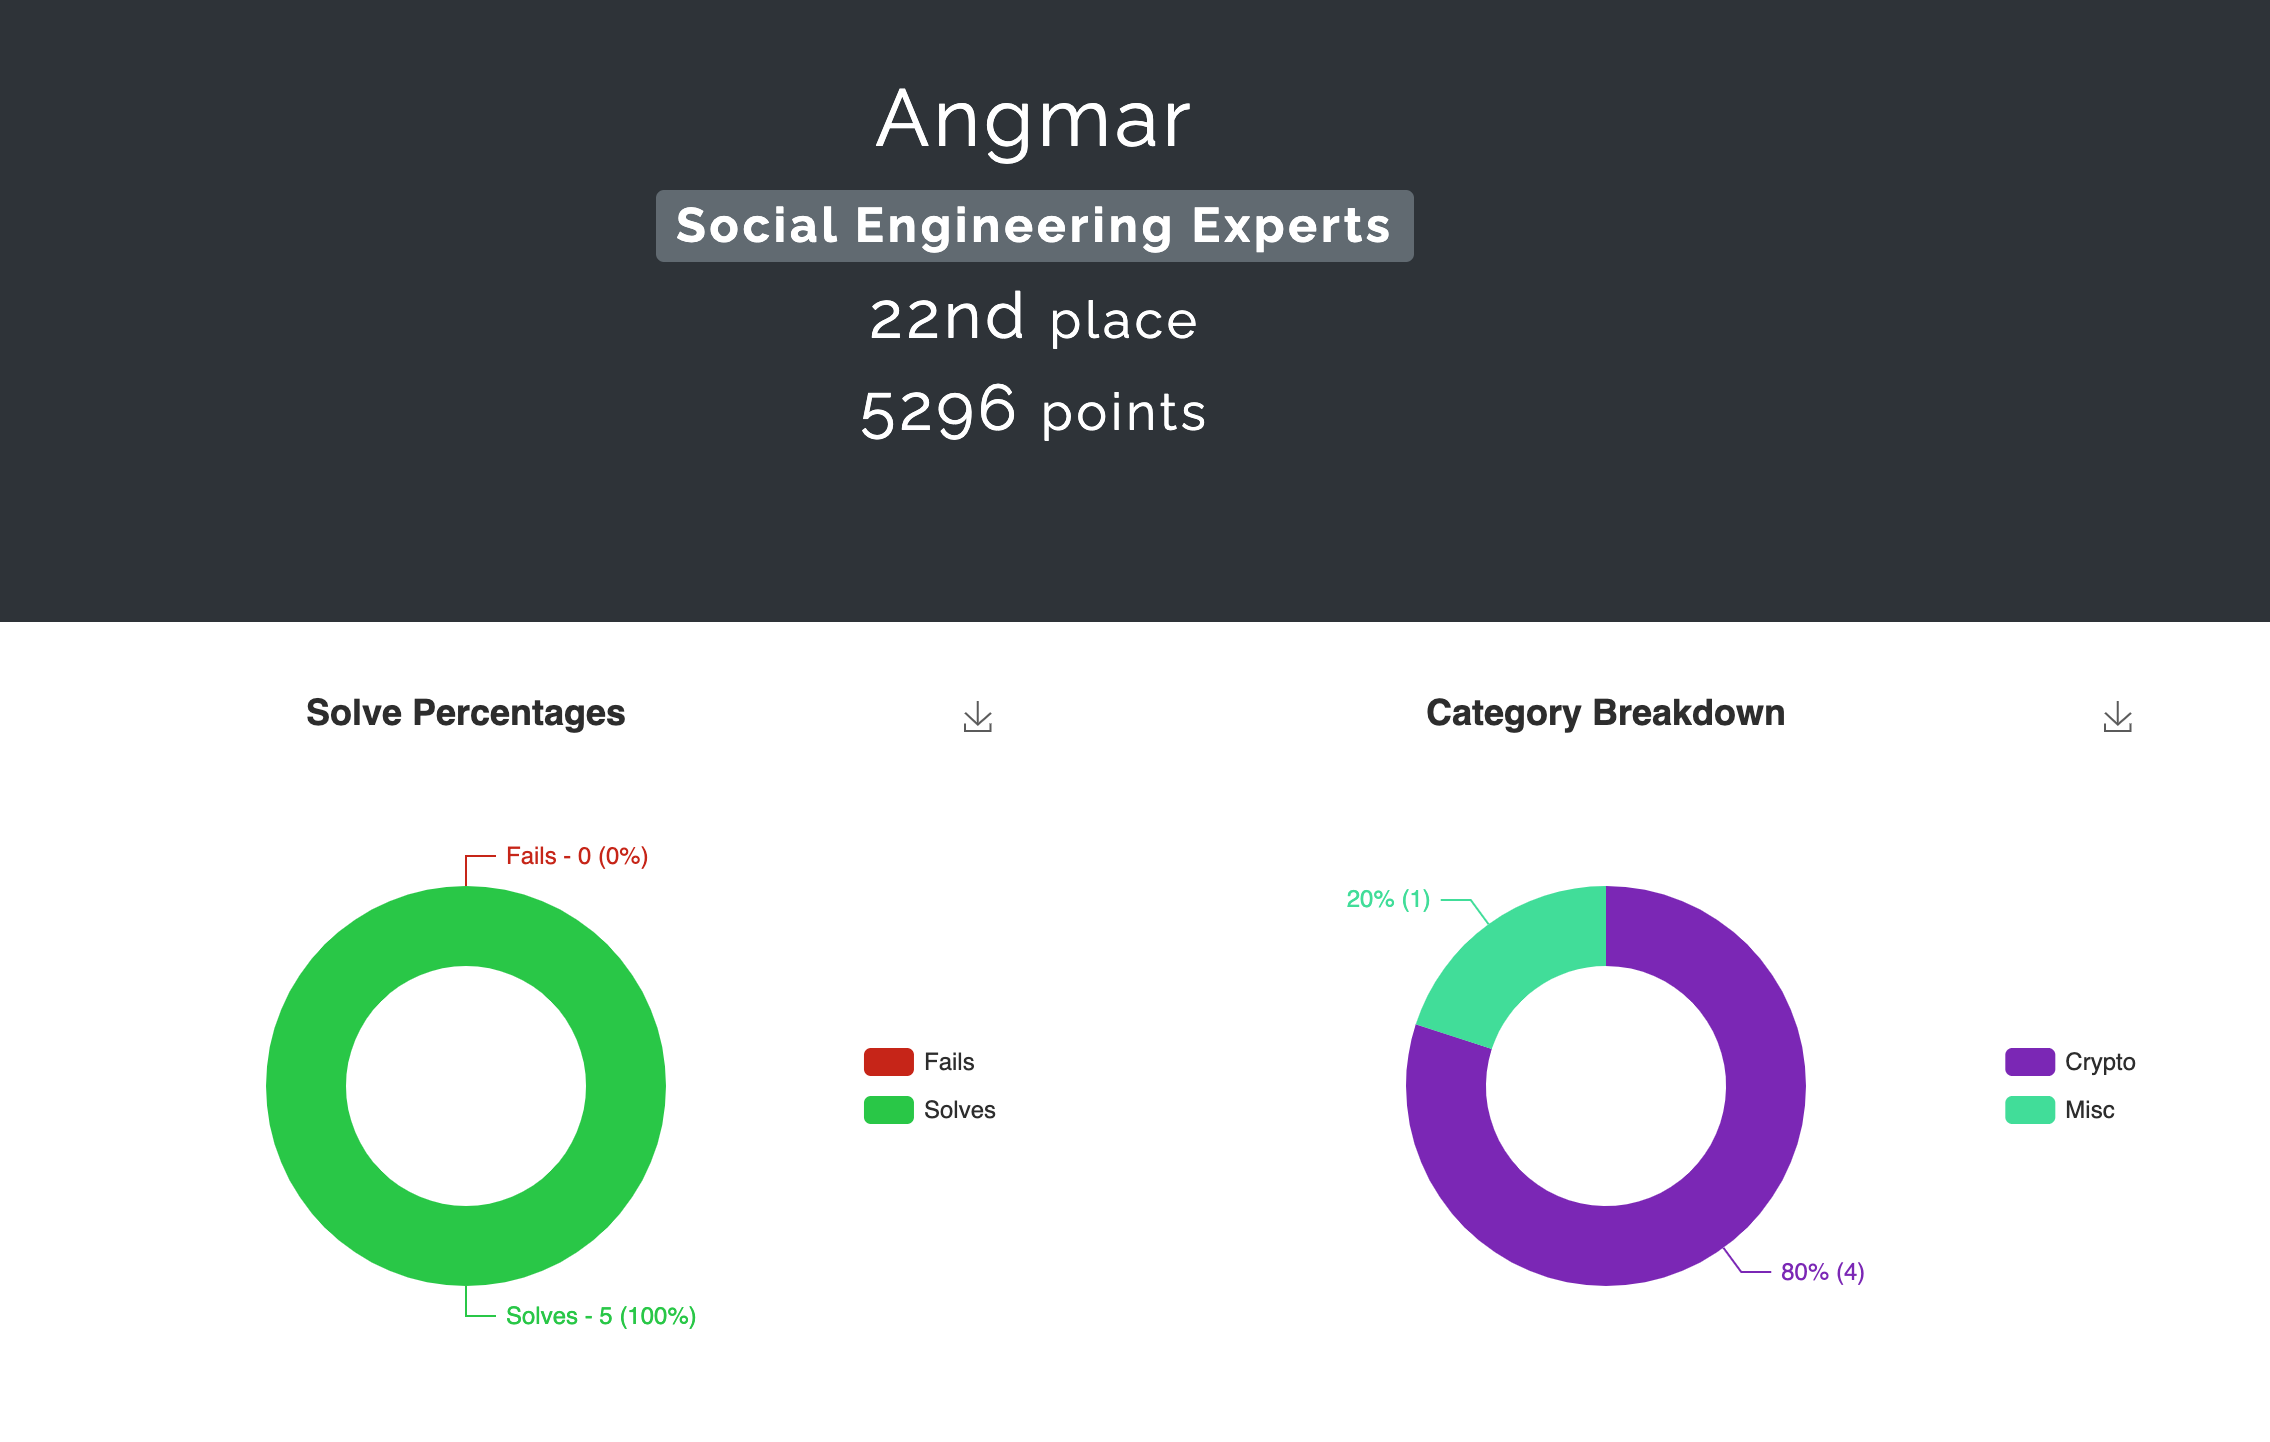 Angmar
Social Engineering Experts
22nd place
5296 points
Solve Percentages
Fails - 0 (0%)
Solves - 5 (100%)
Fails
Solves
Category Breakdown
20% (1)
80% (4)
Crypto
Misc